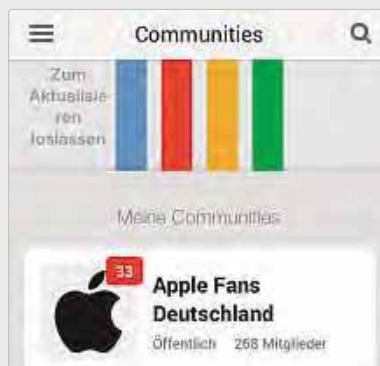 Communities
Zum
Aktualisie
ren
loslassen
Meine Communities
33
Apple Fans
Deutschland
Öffentlich 268 Mitglieder